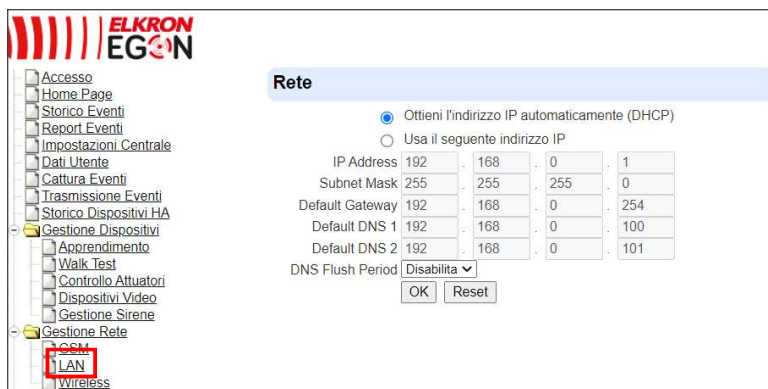 ELKRON
EGON
Accesso
Home Page
Storico Eventi
Report Eventi
Impostazioni Centrale
Dati Utente
Cattura Eventi
Trasmissione Eventi
Storico Dispositivi HA
Gestione Dispositivi
Apprendimento
Walk Test
Controllo Attuatori
Dispositivi Video
Gestione Sirene
Gestione Rete
GSM
LAN
Wireless
Rete
Ottieni l'indirizzo IP automaticamente (DHCP)
Usa il seguente indirizzo IP
IP Address 192 . 168 . 0 . 1
Subnet Mask 255 . 255 . 255 . 0
Default Gateway 192 . 168 . 0 . 254
Default DNS 1 192 . 168 . 0 . 100
Default DNS 2 192 . 168 . 0 . 101
DNS Flush Period Disabilita
OK Reset